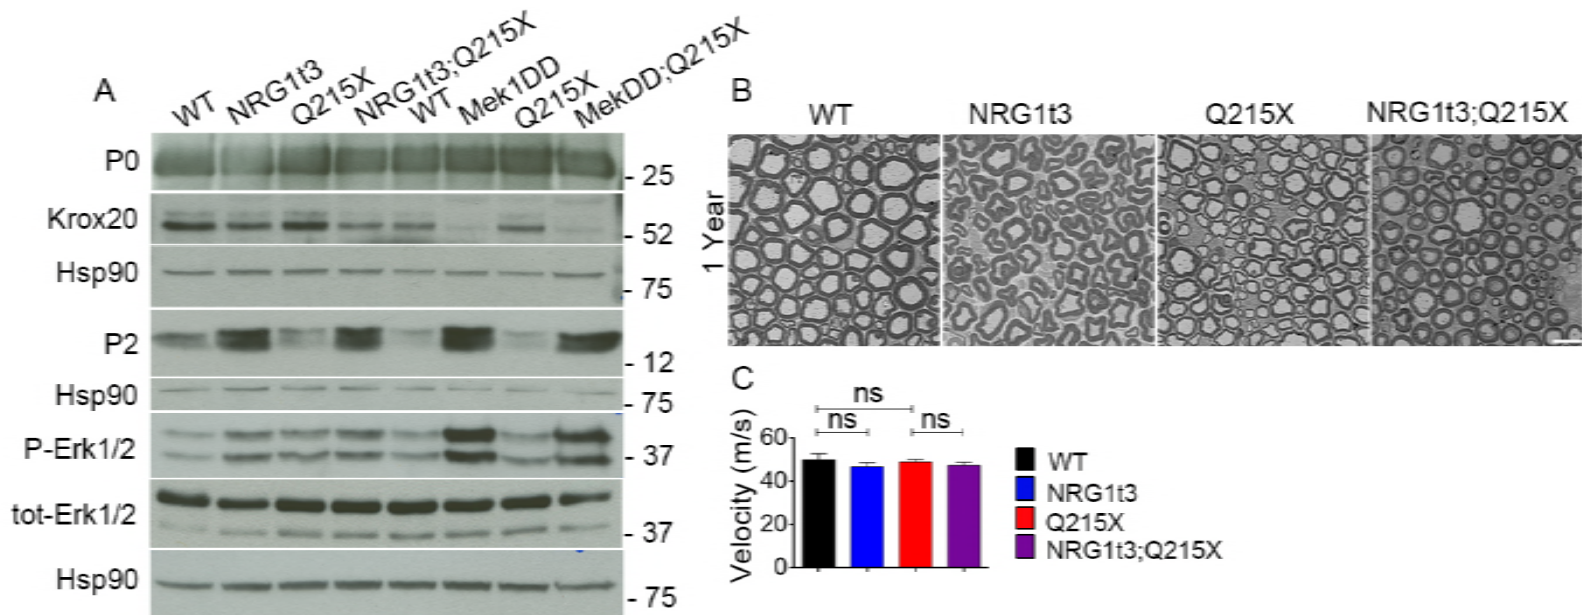 A
WT
NRG1t3
Q215X
NRG1t3;Q215X
WT
Mek1DD
Q215X
MekDD;Q215X
P0
- 25
Krox20
- 52
Hsp90
- 75
P2
- 12
Hsp90
- 75
P-Erk1/2
- 37
tot-Erk1/2
- 37
Hsp90
- 75
B
WT
NRG1t3
Q215X
NRG1t3;Q215X
1 Year
C
ns
ns
ns
Velocity (m/s)
60
40
20
0
WT
NRG1t3
Q215X
NRG1t3;Q215X